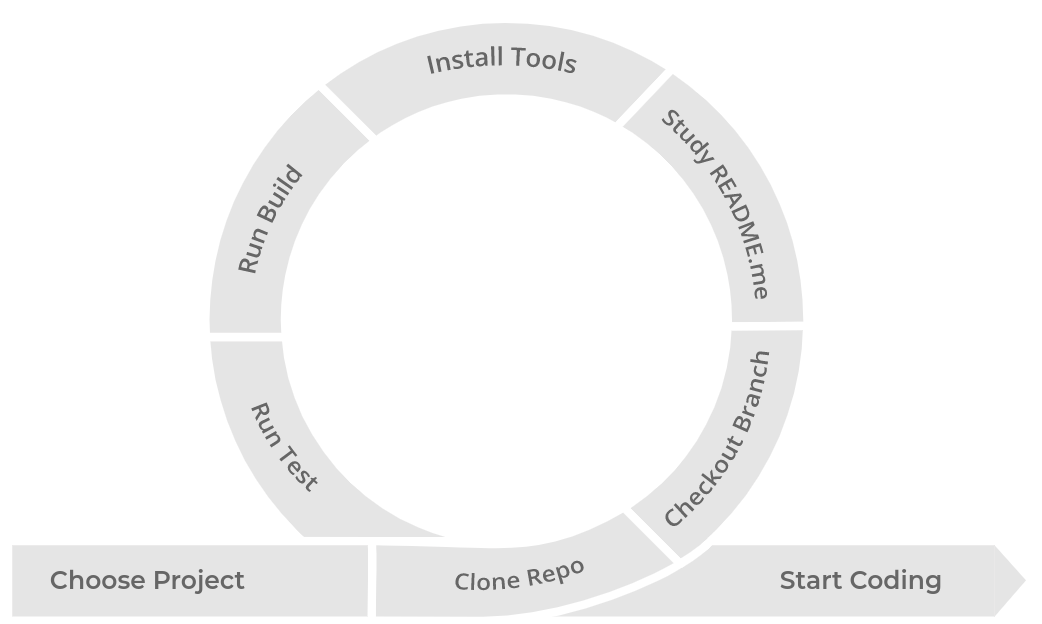 Choose Project
Clone Repo
Checkout Branch
Study README.me
Install Tools
Run Build
Run Test
Start Coding